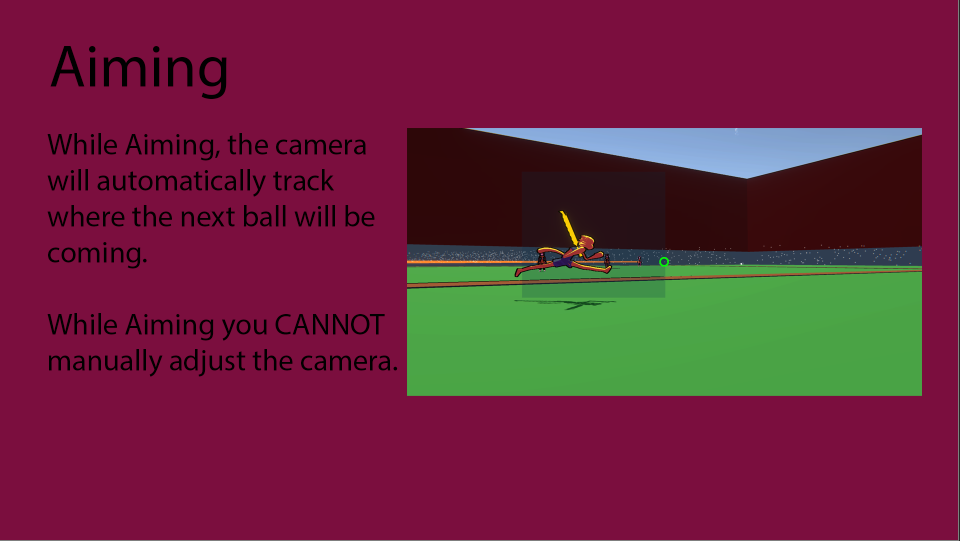 Aiming
While Aiming, the camera
will automatically track
where the next ball will be
coming.
While Aiming you CANNOT
manually adjust the camera.